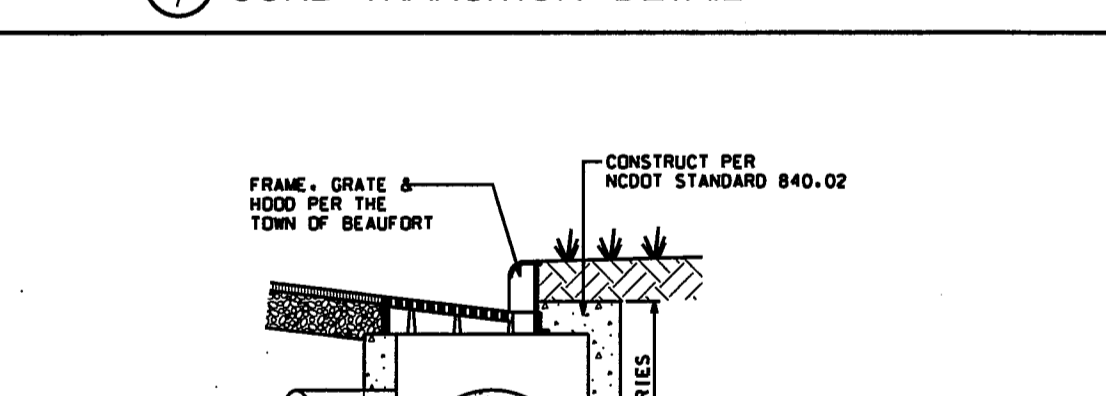 FRAME, GRATE &
HOOD PER THE
TOWN OF BEAUFORT
CONSTRUCT PER
NCDOT STANDARD 840.02